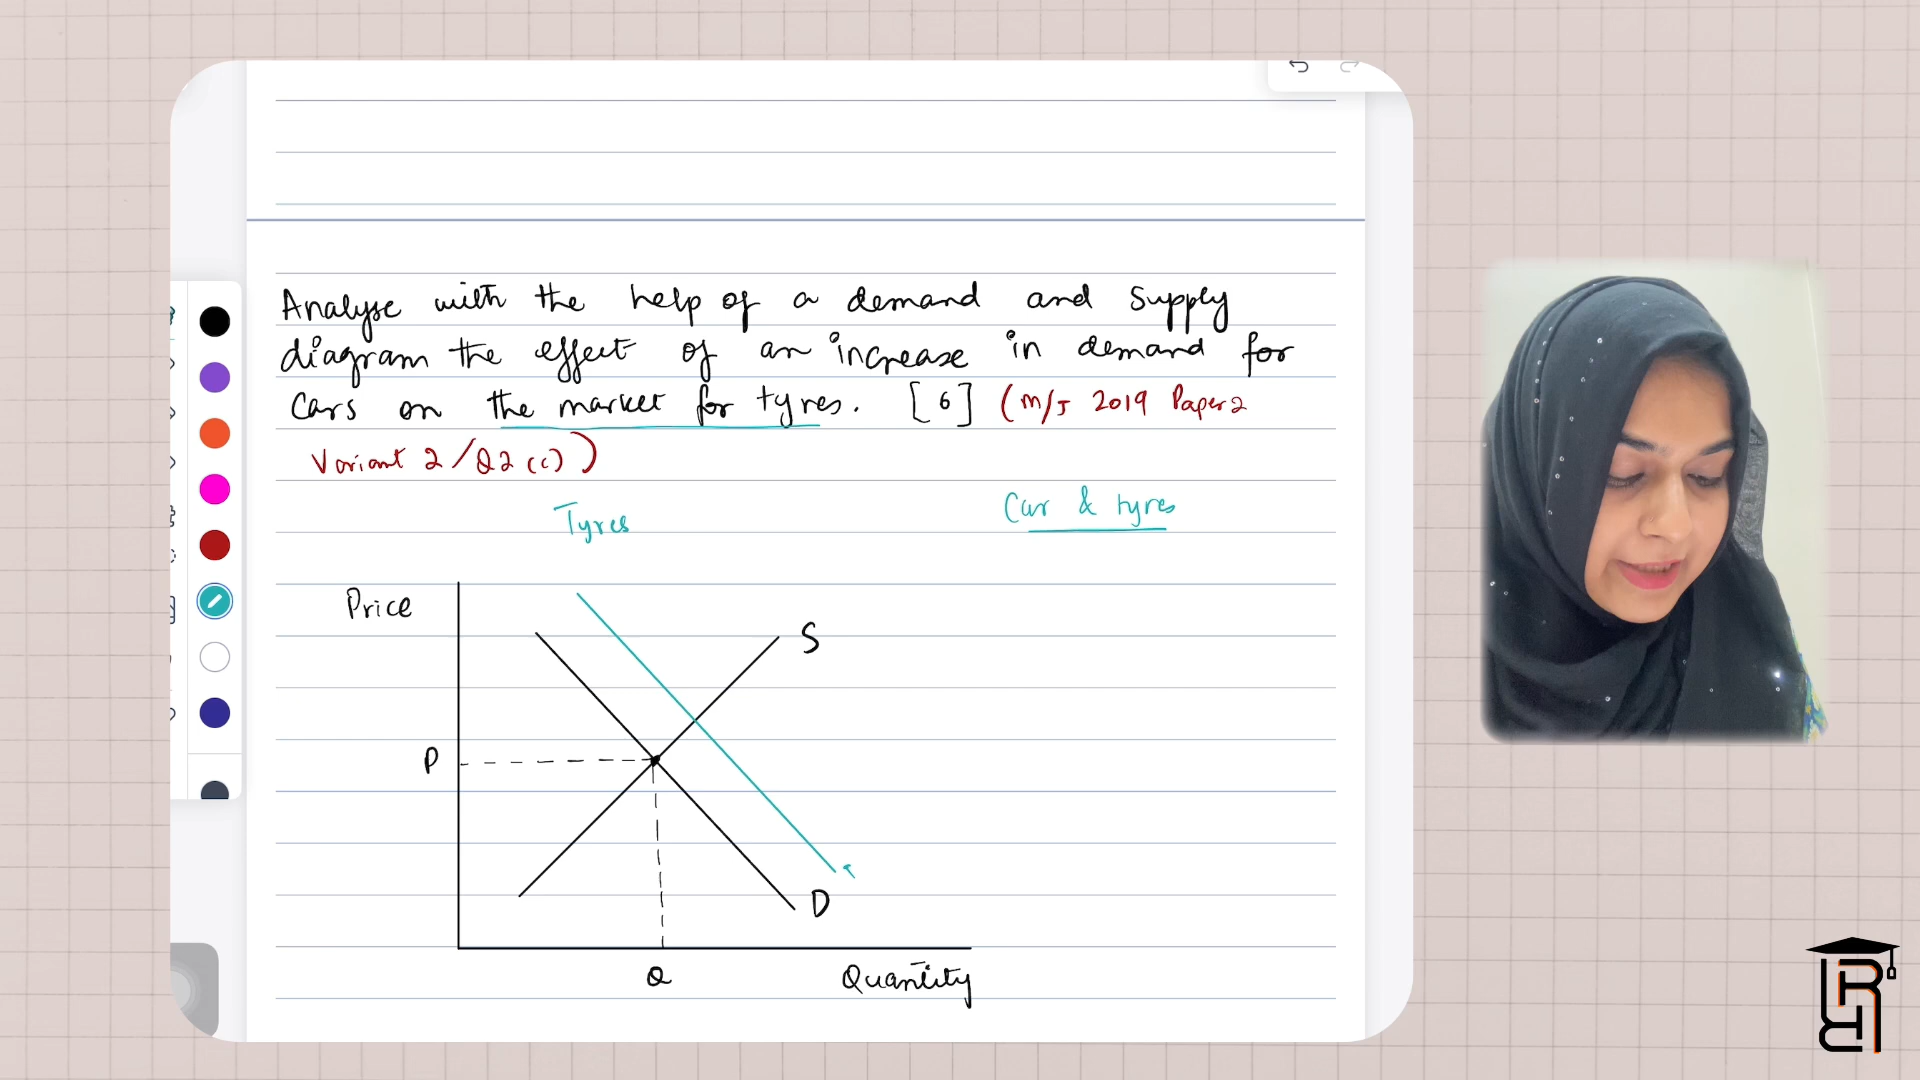 Analyse with the help of a demand and supply
diagram the effect of an increase in demand for
cars on the market for tyres. [6] (M/J 2019 Paper 2
Variant 2/Q2 (c))
Tyres
Car & tyres
Price
S
P
D
Q
Quantity